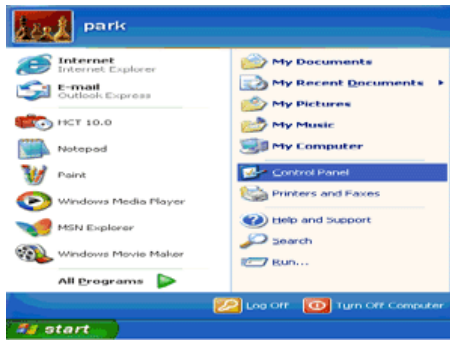 park
Internet
Internet Explorer
E-mail
Outlook Express
HCT 10.0
Notepad
Paint
Windows Media Player
MSN Explorer
Windows Movie Maker
All Programs
My Documents
My Recent Documents
My Pictures
My Music
My Computer
Control Panel
Printers and Faxes
Help and Support
Search
Run...
Log Off
Turn Off Computer
start